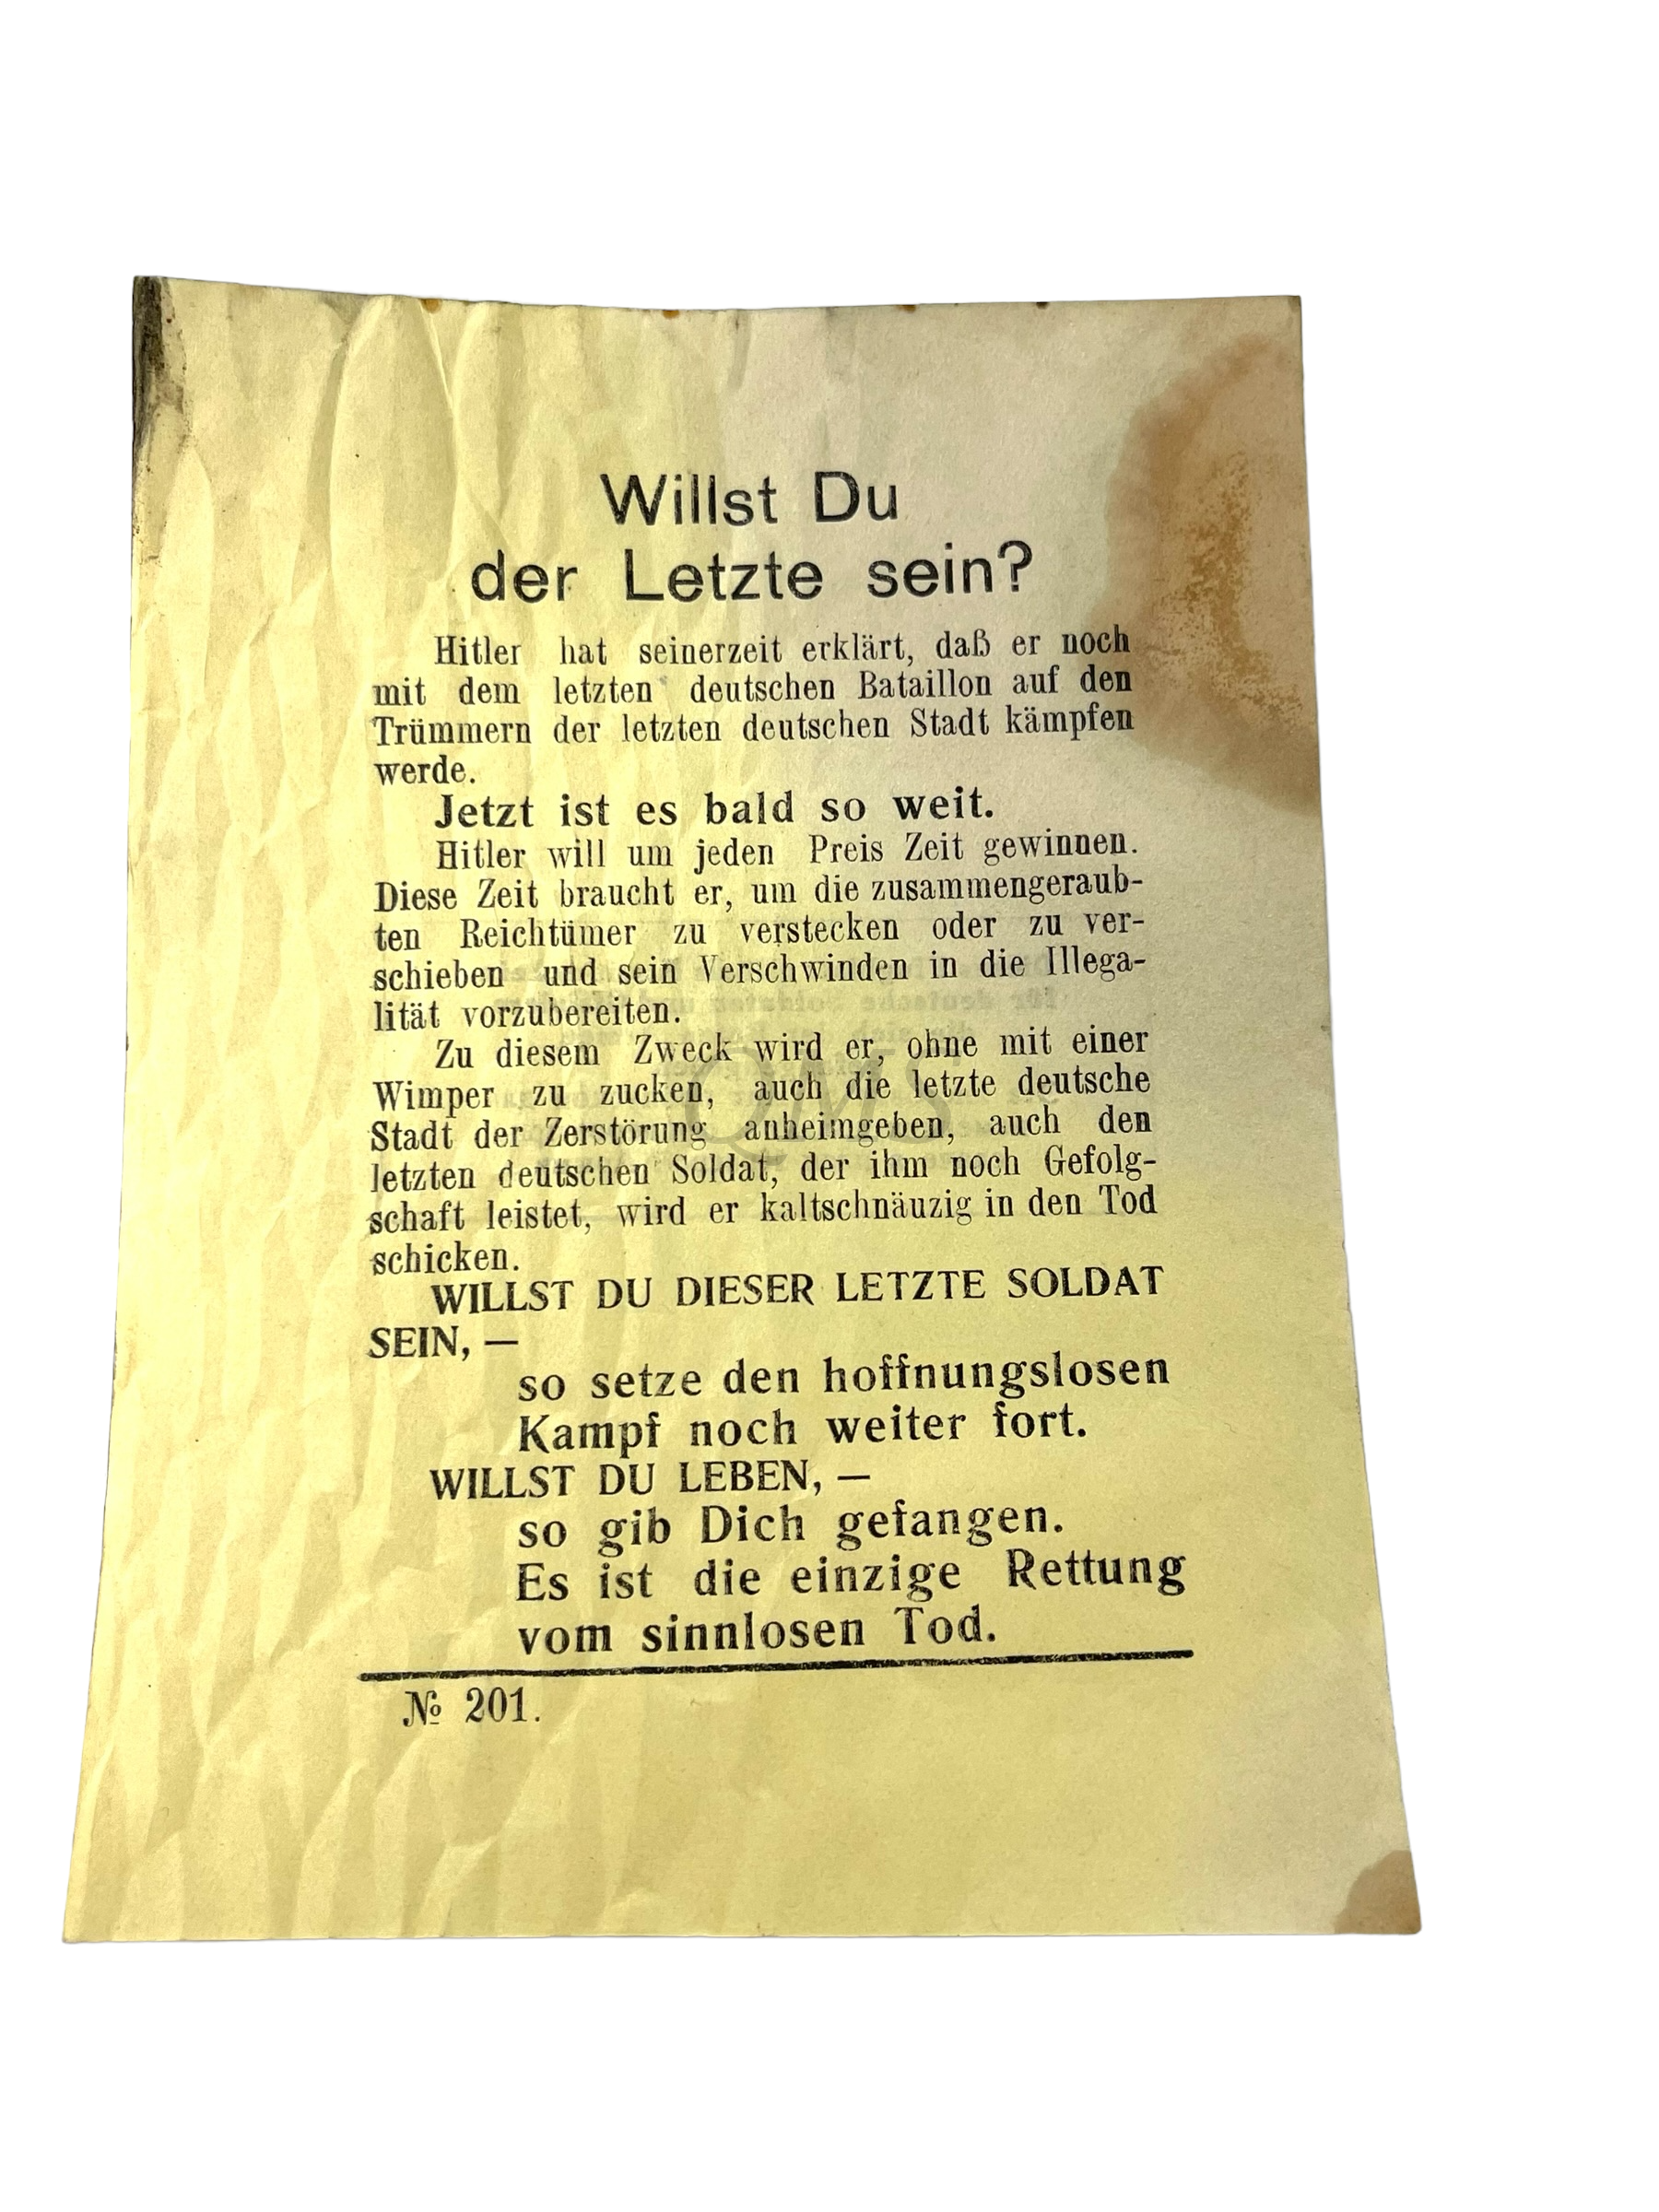 Willst Du
der Letzte sein?
Hitler hat seinerzeit erklärt, daß er noch
mit dem letzten deutschen Bataillon auf den
Trümmern der letzten deutschen Stadt kämpfen
werde.
Jetzt ist es bald so weit.
Hitler will um jeden Preis Zeit gewinnen.
Diese Zeit braucht er, um die zusammengeraub-
ten Reichtümer zu verstecken oder zu ver-
schieben und sein Verschwinden in die Illega-
lität vorzubereiten.
Zu diesem Zweck wird er, ohne mit einer
Wimper zu zucken, auch die letzte deutsche
Stadt der Zerstörung anheimgeben, auch den
letzten deutschen Soldat, der ihm noch Gefolg-
schaft leistet, wird er kaltschnäuzig in den Tod
schicken.
WILLST DU DIESER LETZTE SOLDAT
SEIN, —
so setze den hoffnungslosen
Kampf noch weiter fort.
WILLST DU LEBEN, —
so gib Dich gefangen.
Es ist die einzige Rettung
vom sinnlosen Tod.
№ 201.
QMS